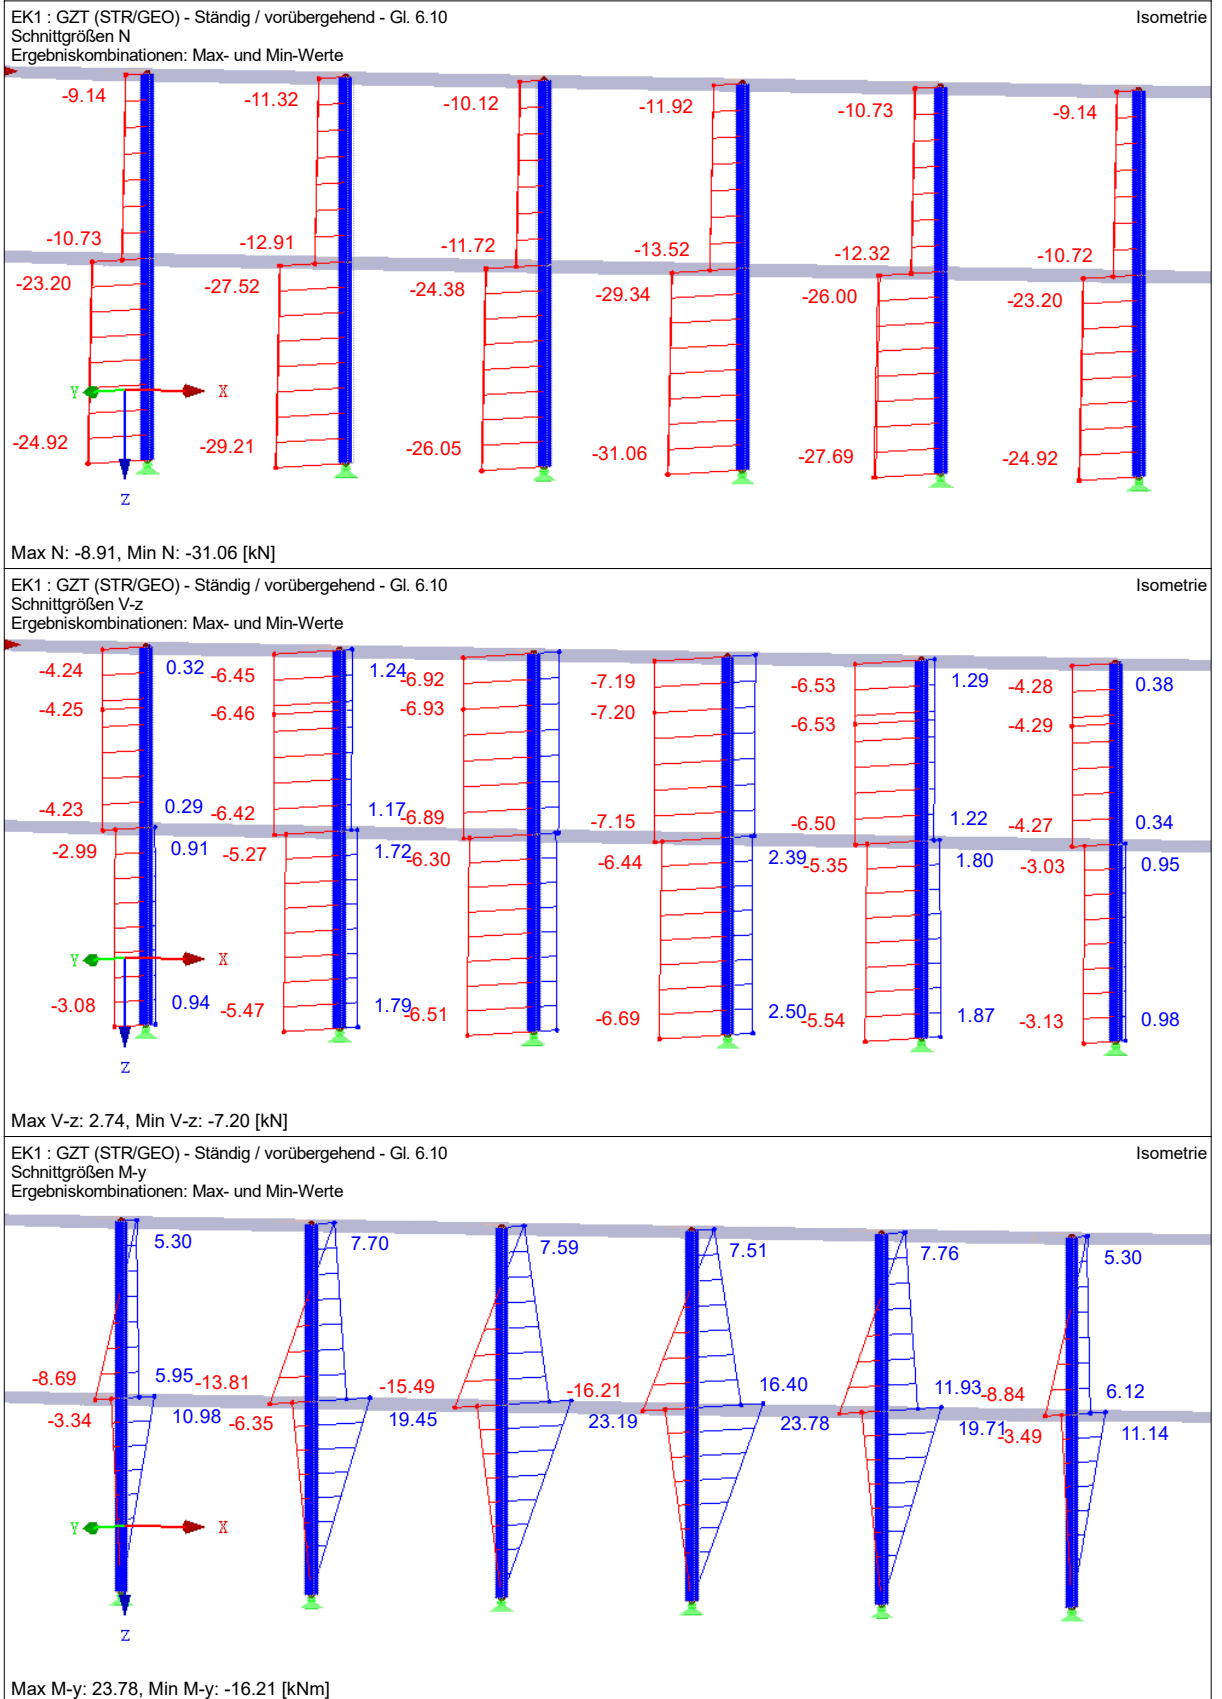 EK1 : GZT (STR/GEO) - Ständig / vorübergehend - Gl. 6.10 Isometrie
Schnittgrößen N
Ergebniskombinationen: Max- und Min-Werte
-9.14 -11.32 -10.12 -11.92 -10.73 -9.14
-10.73 -12.91 -11.72 -13.52 -12.32 -10.72
-23.20 -27.52 -24.38 -29.34 -26.00 -23.20
Y X
-24.92 -29.21 -26.05 -31.06 -27.69 -24.92
Z
Max N: -8.91, Min N: -31.06 [kN]
EK1 : GZT (STR/GEO) - Ständig / vorübergehend - Gl. 6.10 Isometrie
Schnittgrößen V-z
Ergebniskombinationen: Max- und Min-Werte
-4.24 0.32 -6.45 1.24 -6.92 -7.19 -6.53 1.29 -4.28 0.38
-4.25 -6.46 -6.93 -7.20 -6.53 -4.29
-4.23 0.29 -6.42 1.17 -6.89 -7.15 -6.50 1.22 -4.27 0.34
-2.99 0.91 -5.27 1.72 -6.30 -6.44 2.39 -5.35 1.80 -3.03 0.95
Y X
-3.08 0.94 -5.47 1.79 -6.51 -6.69 2.50 -5.54 1.87 -3.13 0.98
Z
Max V-z: 2.74, Min V-z: -7.20 [kN]
EK1 : GZT (STR/GEO) - Ständig / vorübergehend - Gl. 6.10 Isometrie
Schnittgrößen M-y
Ergebniskombinationen: Max- und Min-Werte
5.30 7.70 7.59 7.51 7.76 5.30
-8.69 5.95 -13.81 -15.49 -16.21 16.40 11.93 -8.84 6.12
-3.34 10.98 -6.35 19.45 23.19 23.78 19.71 -3.49 11.14
Y X
Z
Max M-y: 23.78, Min M-y: -16.21 [kNm]